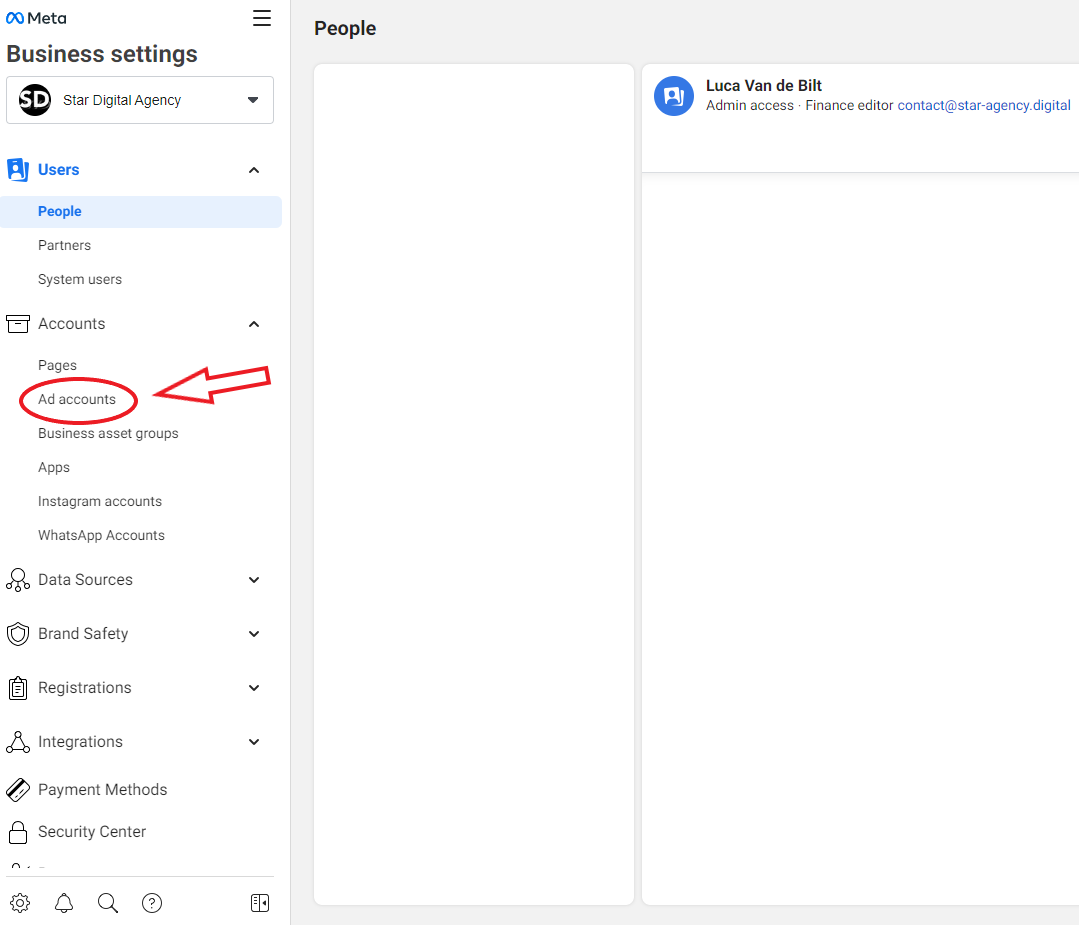 Meta
Business settings
SD Star Digital Agency
Users
People
Partners
System users
Accounts
Pages
Ad accounts
Business asset groups
Apps
Instagram accounts
WhatsApp Accounts
Data Sources
Brand Safety
Registrations
Integrations
Payment Methods
Security Center
People
Luca Van de Bilt
Admin access · Finance editor contact@star-agency.digital